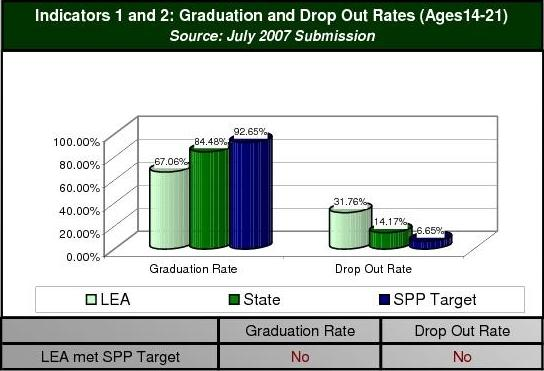 Indicators 1 and 2: Graduation and Drop Out Rates (Ages14-21)
Source: July 2007 Submission
100.00%
80.00%
60.00%
40.00%
20.00%
0.00%
67.06%
84.48%
92.65%
31.76%
14.17%
6.65%
Graduation Rate
Drop Out Rate
LEA State SPP Target
Graduation Rate Drop Out Rate
LEA met SPP Target No No